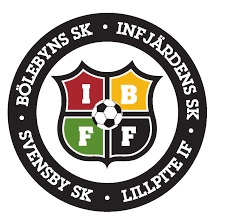 BÖLEBYNS SK • INFJÄRDENS SK •
SVENSBY SK • LILLPITE IF •
I B
F F